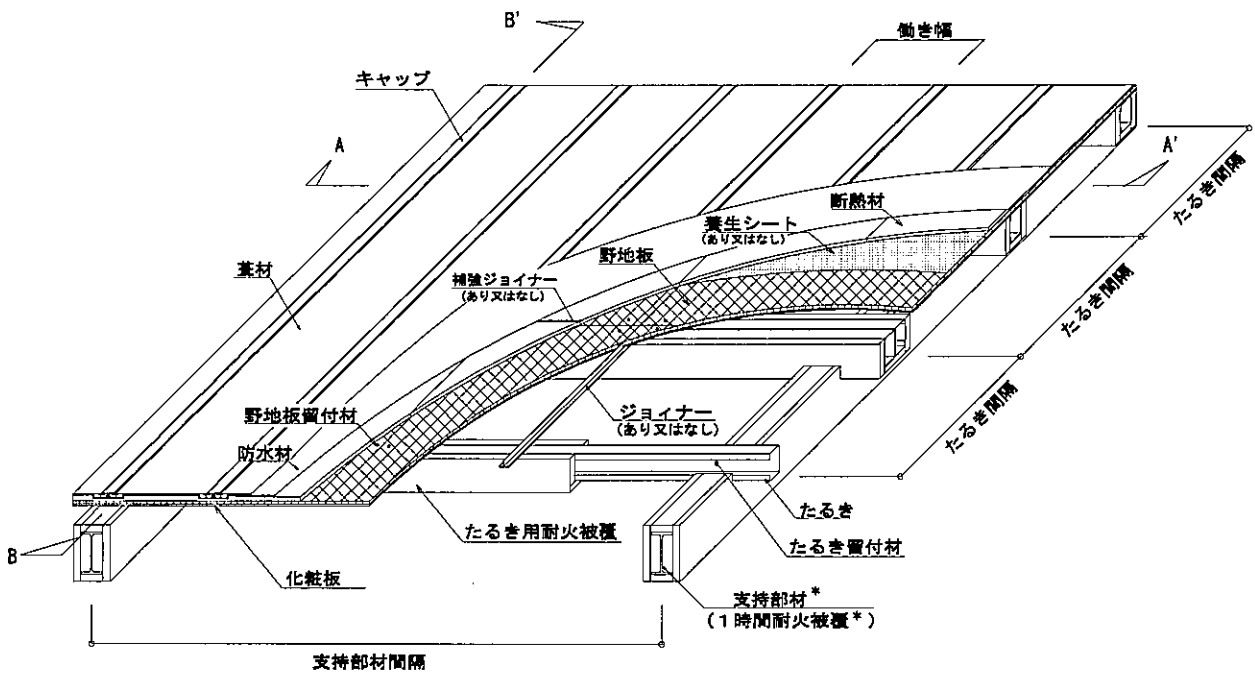 B'
働き幅
キャップ
A
A'
たるき間隔
断熱材
養生シート
(あり又はなし)
野地板
補強ジョイナー
(あり又はなし)
葺材
たるき間隔
野地板留付材
ジョイナー
(あり又はなし)
たるき間隔
防水材
たるき用耐火被覆
たるき
たるき留付材
B
化粧板
支持部材*
(1時間耐火被覆*)
支持部材間隔